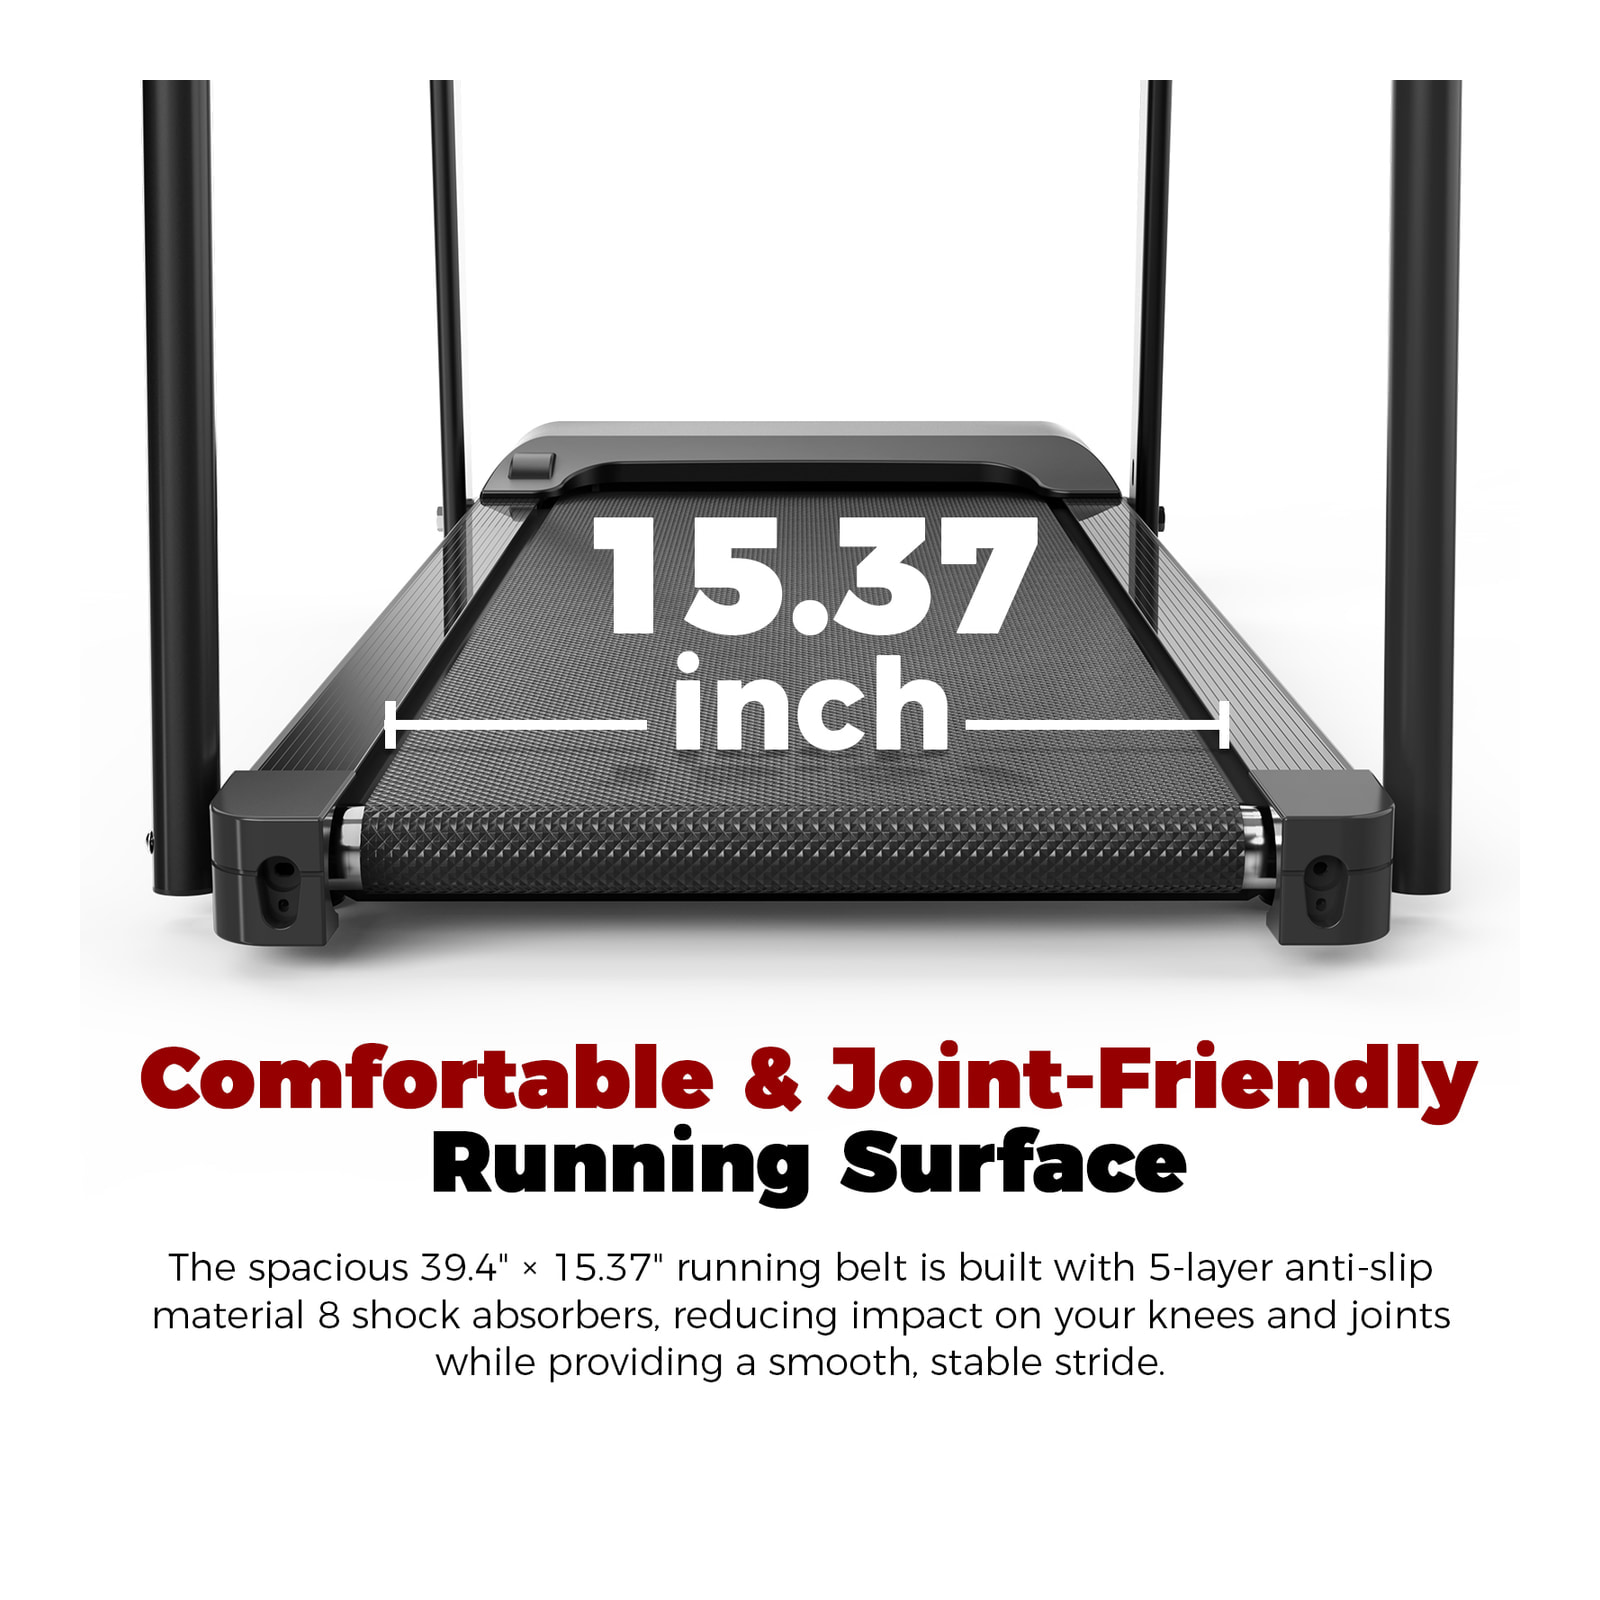 15.37
inch
Comfortable & Joint-Friendly
Running Surface
The spacious 39.4" × 15.37" running belt is built with 5-layer anti-slip
material 8 shock absorbers, reducing impact on your knees and joints
while providing a smooth, stable stride.